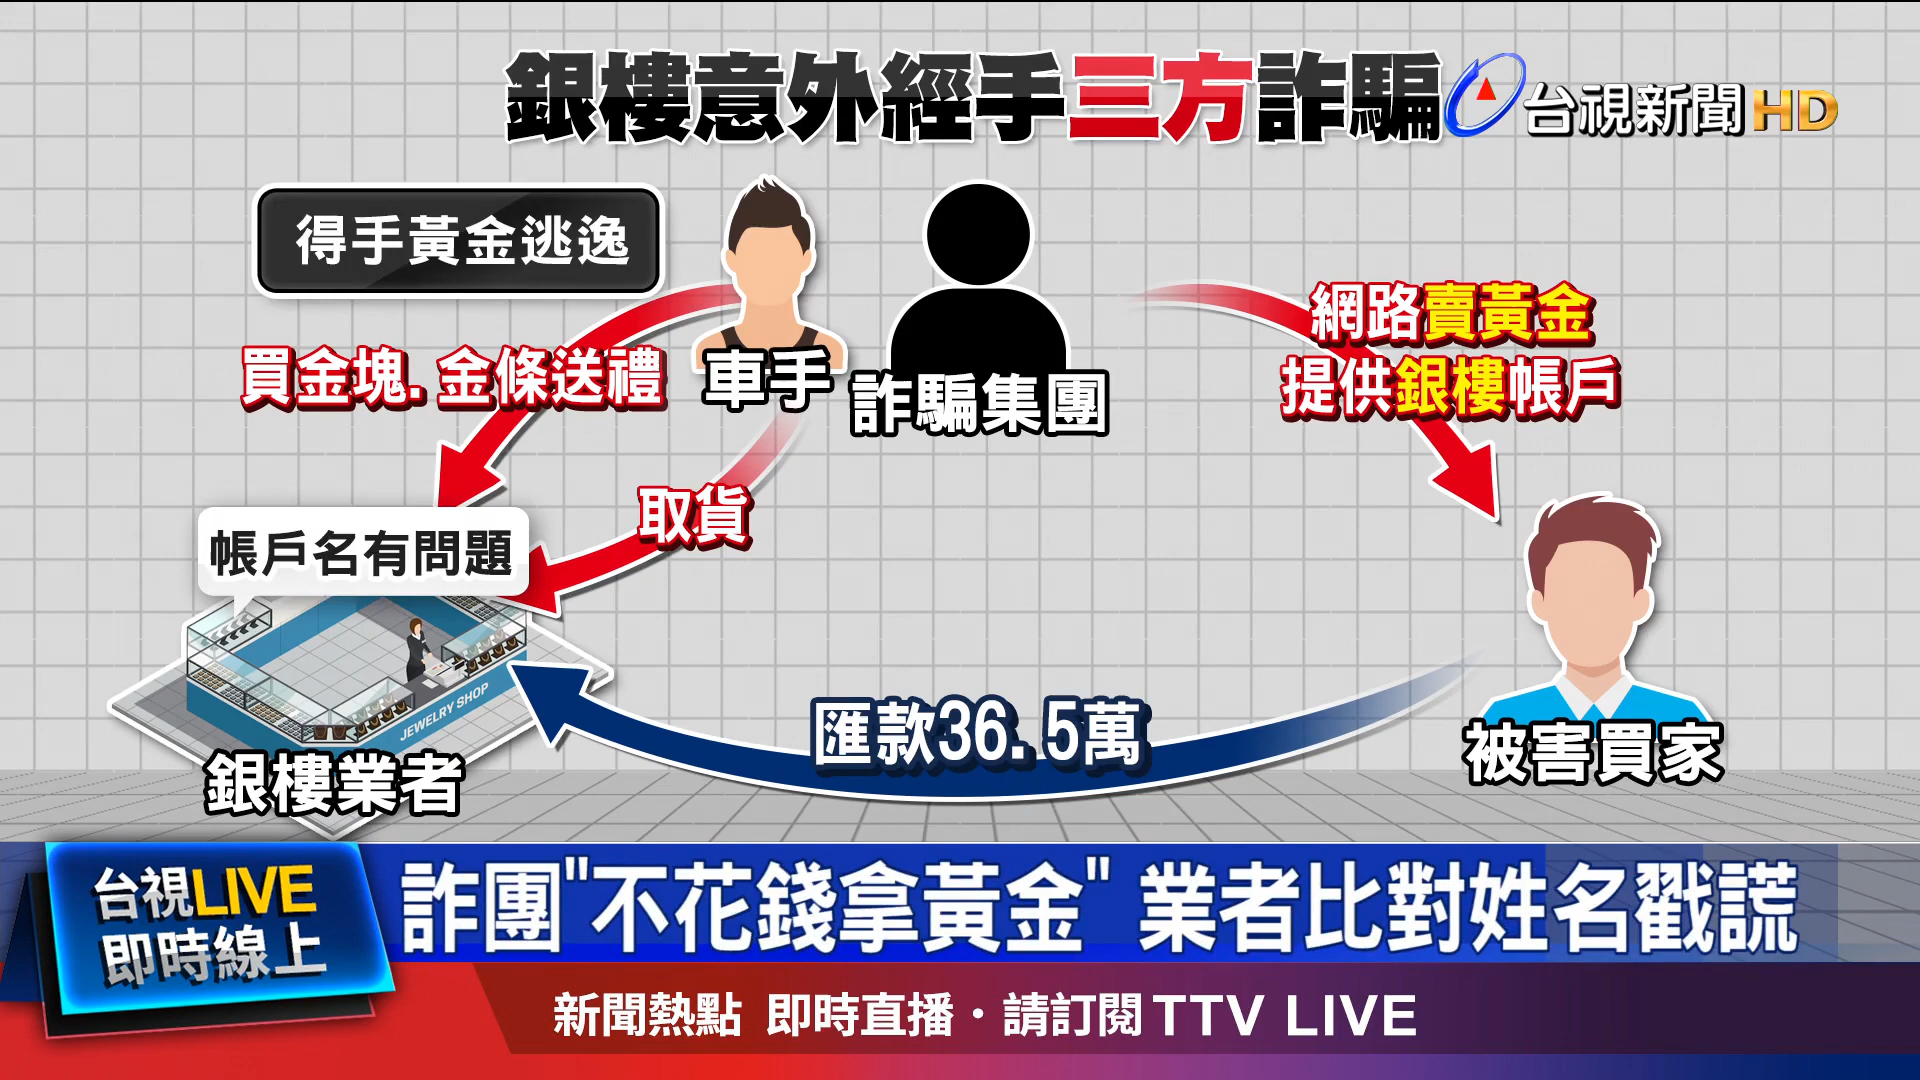 銀樓意外經手三方詐騙
台視新聞HD
得手黃金逃逸
網路賣黃金
提供銀樓帳戶
買金塊.金條送禮
車手
詐騙集團
取貨
帳戶名有問題
JEWELRY SHOP
匯款36.5萬
被害買家
銀樓業者
台視LIVE
即時線上
詐團"不花錢拿黃金" 業者比對姓名戳謊
新聞熱點 即時直播·請訂閱TTV LIVE